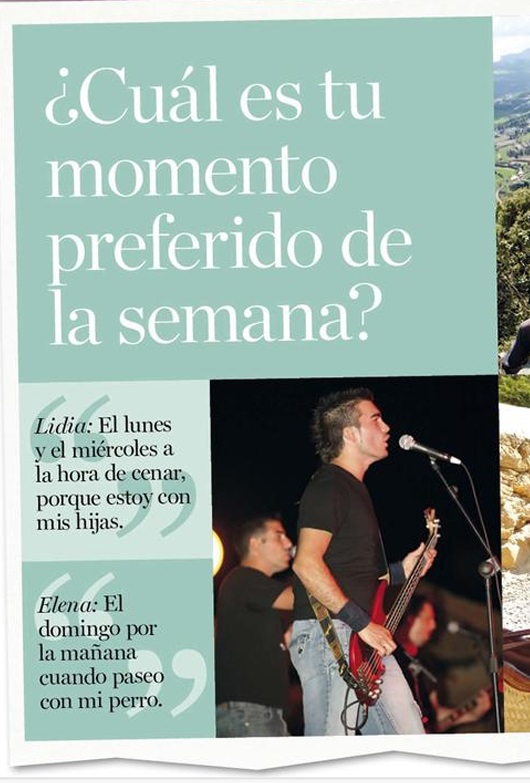 ¿Cuál es tu
momento
preferido de
la semana?
Lidia: El lunes
y el miércoles a
la hora de cenar,
porque estoy con
mis hijas.
Elena: El
domingo por
la mañana
cuando paseo
con mi perro.